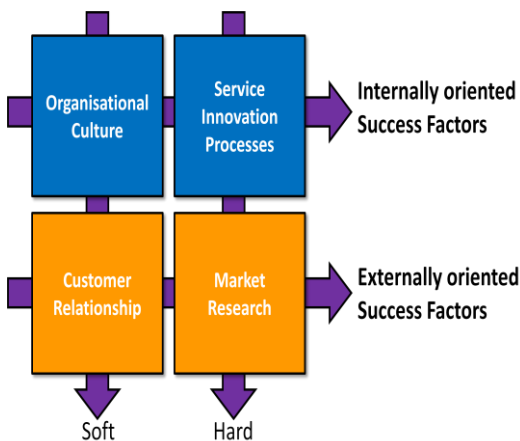 Organisational
Culture
Service
Innovation
Processes
Internally oriented
Success Factors
Customer
Relationship
Market
Research
Externally oriented
Success Factors
Soft
Hard